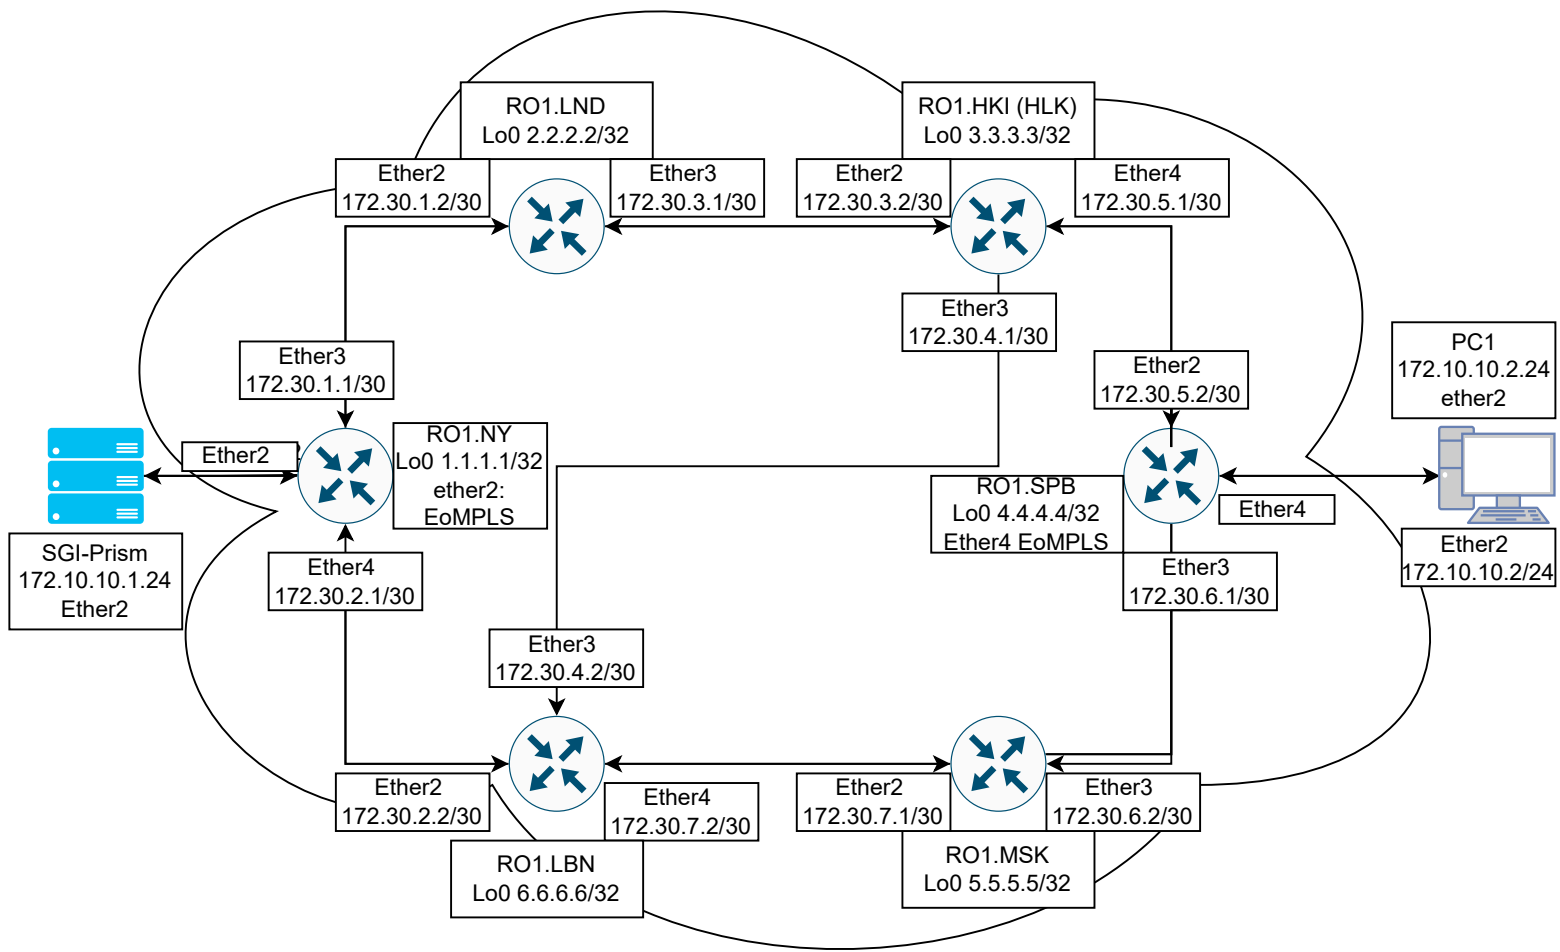 RO1.LND
Lo0 2.2.2.2/32
RO1.HKI (HLK)
Lo0 3.3.3.3/32
Ether2
172.30.1.2/30
Ether3
172.30.3.1/30
Ether2
172.30.3.2/30
Ether4
172.30.5.1/30
Ether3
172.30.4.1/30
Ether3
172.30.1.1/30
Ether2
172.30.5.2/30
PC1
172.10.10.2.24
ether2
Ether2
RO1.NY
Lo0 1.1.1.1/32
ether2:
EoMPLS
RO1.SPB
Lo0 4.4.4.4/32
Ether4 EoMPLS
Ether4
SGI-Prism
172.10.10.1.24
Ether2
Ether4
172.30.2.1/30
Ether3
172.30.6.1/30
Ether2
172.10.10.2/24
Ether3
172.30.4.2/30
Ether2
172.30.2.2/30
Ether4
172.30.7.2/30
Ether2
172.30.7.1/30
Ether3
172.30.6.2/30
RO1.LBN
Lo0 6.6.6.6/32
RO1.MSK
Lo0 5.5.5.5/32